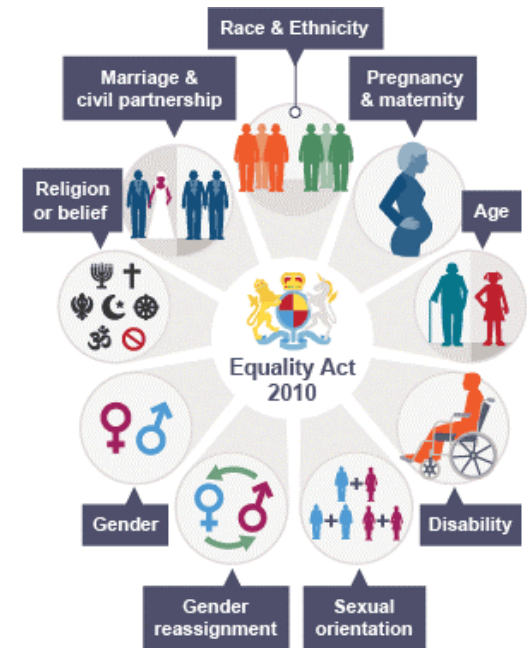 Race & Ethnicity
Marriage &
civil partnership
Pregnancy
& maternity
Religion
or belief
Age
Equality Act
2010
Gender
Disability
Gender
reassignment
Sexual
orientation